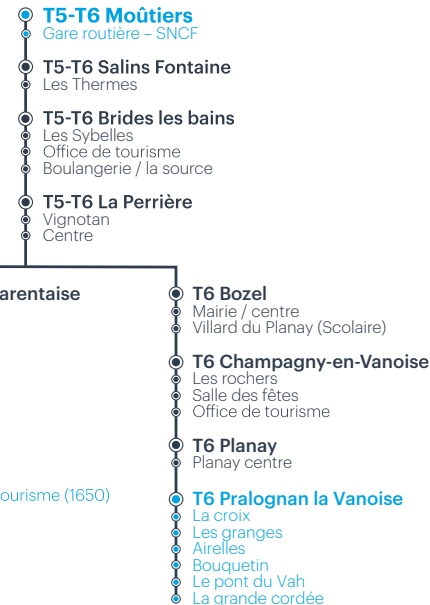 T5-T6 Moûtiers
Gare routière – SNCF
T5-T6 Salins Fontaine
Les Thermes
T5-T6 Brides les bains
Les Sybelles
Office de tourisme
Boulangerie / la source
T5-T6 La Perrière
Vignotan
Centre
arentaise
T6 Bozel
Mairie / centre
Villard du Planay (Scolaire)
T6 Champagny-en-Vanoise
Les rochers
Salle des fêtes
Office de tourisme
T6 Planay
Planay centre
ourisme (1650)
T6 Pralognan la Vanoise
La croix
Les granges
Airelles
Bouquetin
Le pont du Vah
La grande cordée